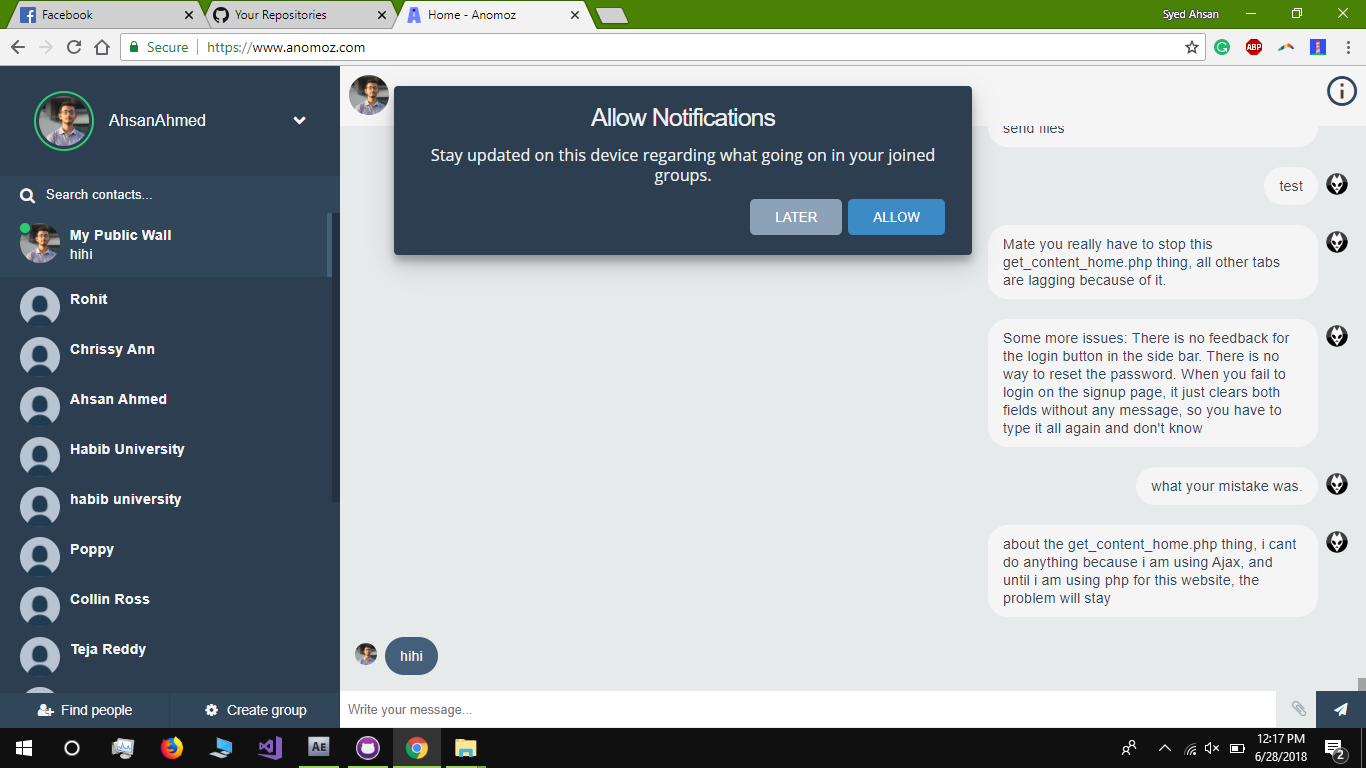 Facebook
Your Repositories
Home - Anomoz
Syed Ahsan
Secure
https://www.anomoz.com
ABP
AhsanAhmed
Search contacts...
My Public Wall
hihi
Rohit
Chrissy Ann
Ahsan Ahmed
Habib University
habib university
Poppy
Collin Ross
Teja Reddy
Find people
Create group
Allow Notifications
Stay updated on this device regarding what going on in your joined
groups.
LATER
ALLOW
send files
test
Mate you really have to stop this
get_content_home.php thing, all other tabs
are lagging because of it.
Some more issues: There is no feedback for
the login button in the side bar. There is no
way to reset the password. When you fail to
login on the signup page, it just clears both
fields without any message, so you have to
type it all again and don't know
what your mistake was.
about the get_content_home.php thing, i cant
do anything because i am using Ajax, and
until i am using php for this website, the
problem will stay
hihi
Write your message...
Ae
12:17 PM
6/28/2018
2